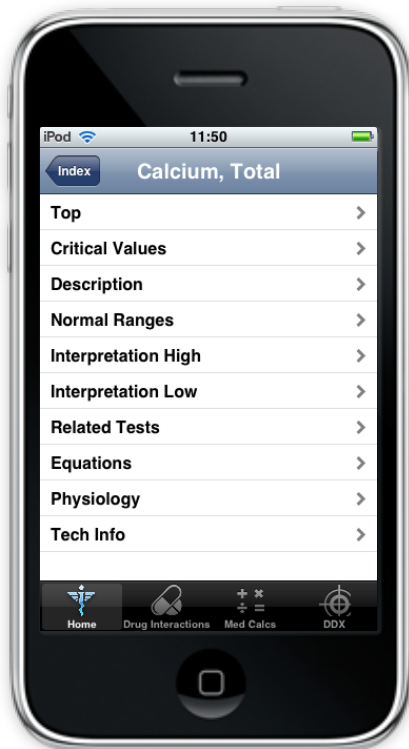 iPod 11:50
Index Calcium, Total
Top
Critical Values
Description
Normal Ranges
Interpretation High
Interpretation Low
Related Tests
Equations
Physiology
Tech Info
Home Drug Interactions Med Calcs DDX